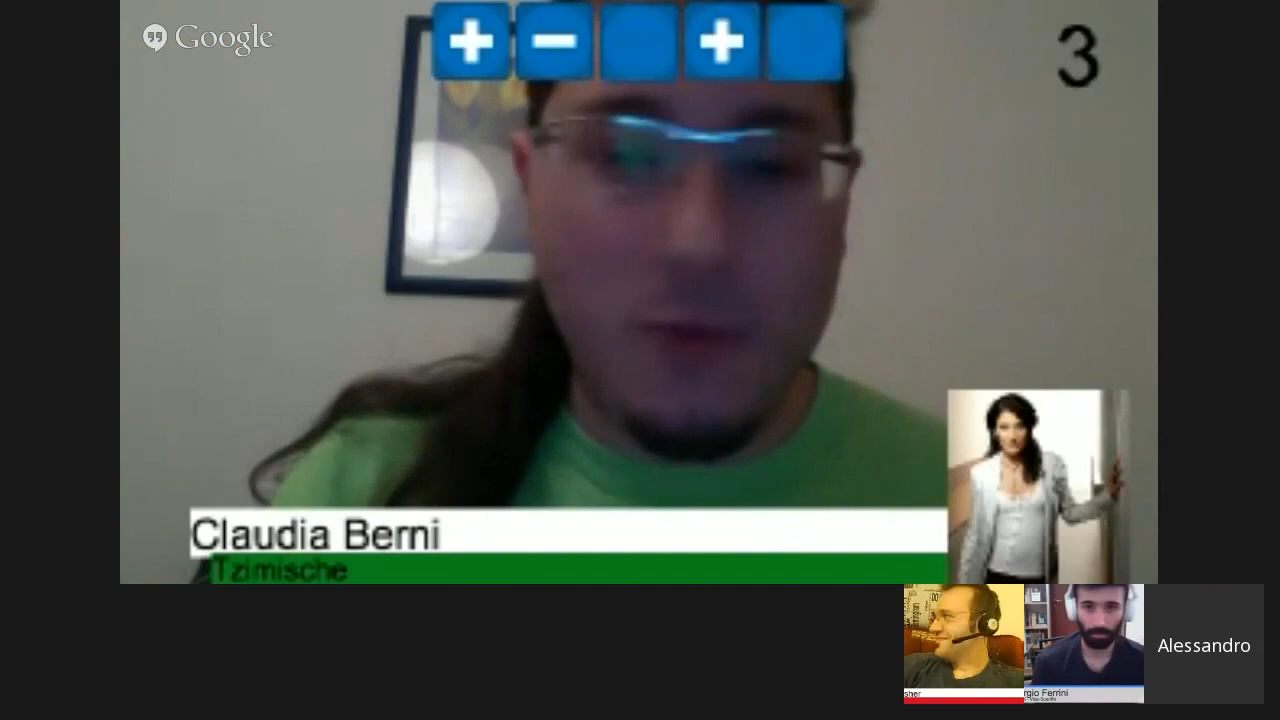 Google
+ − +
3
Claudia Berni
Tzimische
Alessandro
sher
rgio Ferrini